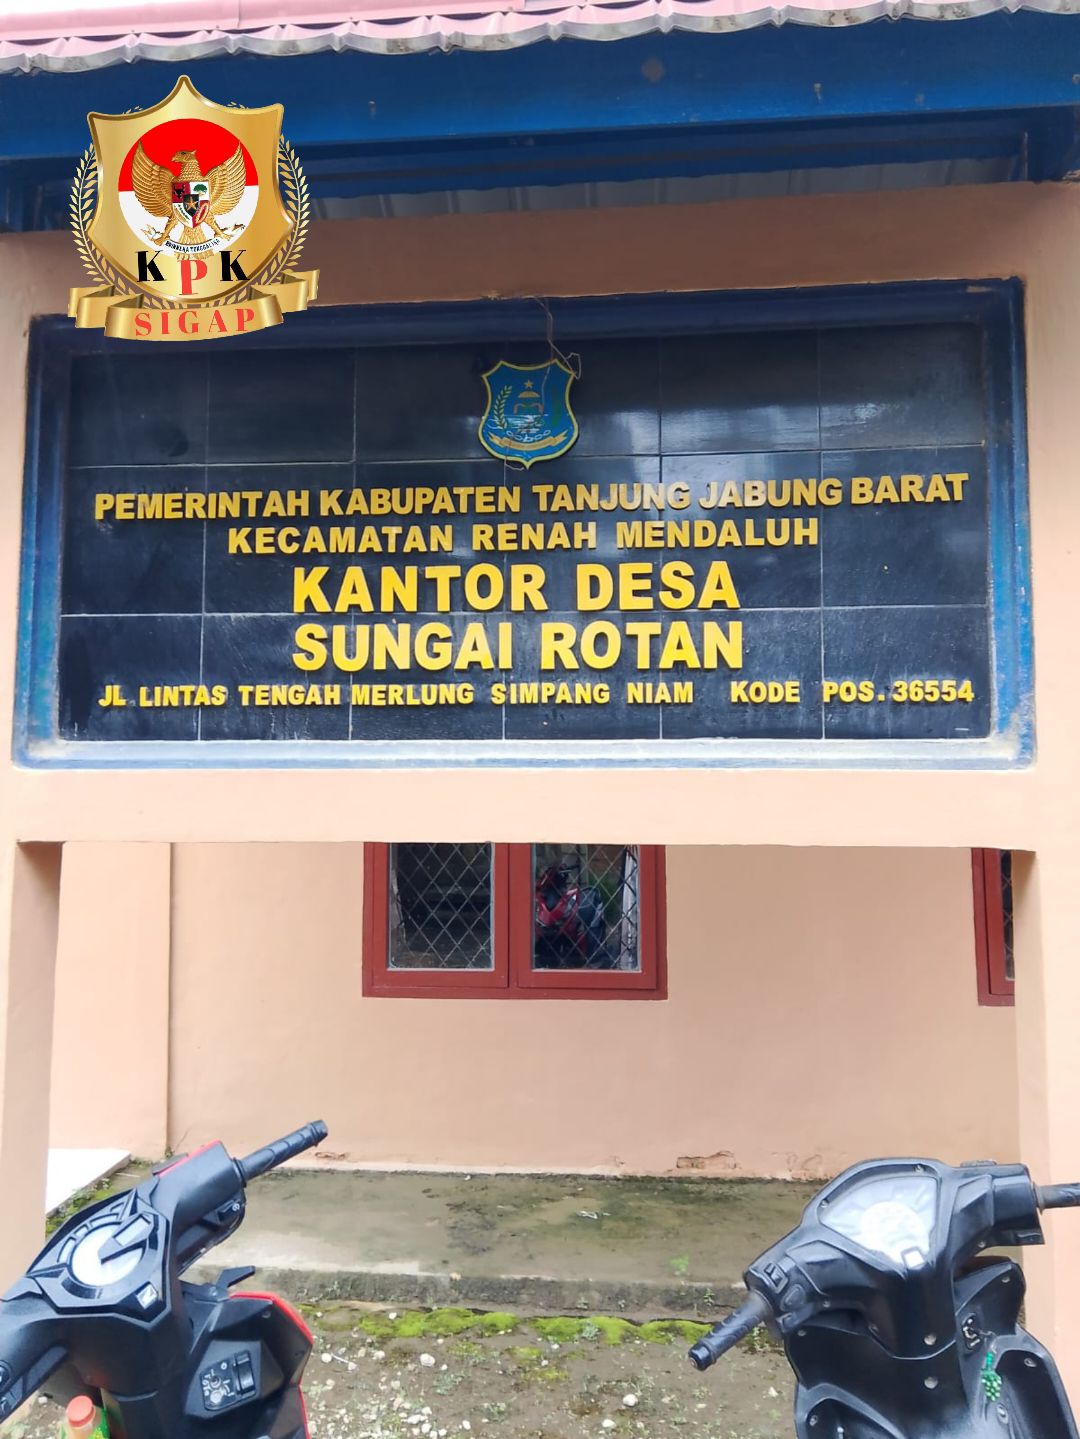 KPK
SIGAP
PEMERINTAH KABUPATEN TANJUNG JABUNG BARAT
KECAMATAN RENAH MENDALUH
KANTOR DESA
SUNGAI ROTAN
JL LINTAS TENGAH MERLUNG SIMPANG NIAM KODE POS. 36554